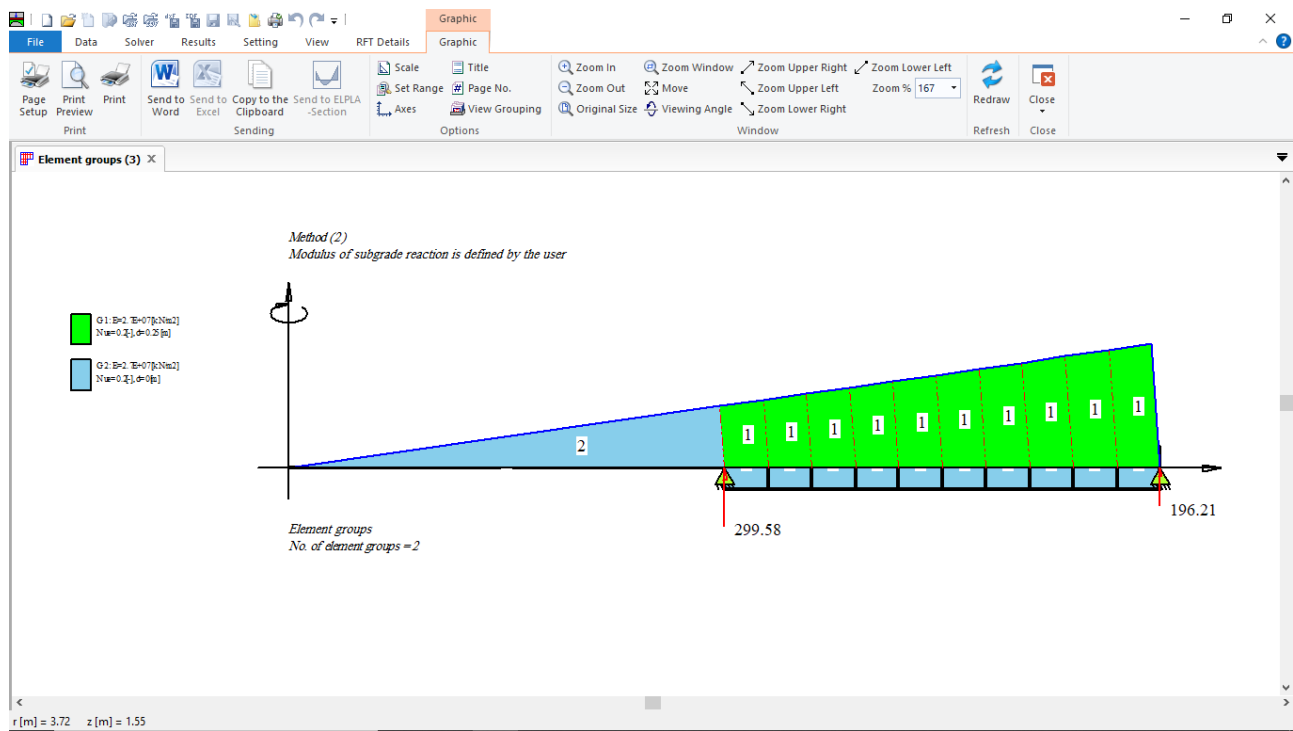 Graphic
File Data Solver Results Setting View RFT Details Graphic
Page Setup
Print Preview
Print
Print
Send to Word
Send to Excel
Copy to the Clipboard
Send to ELPLA -Section
Sending
Scale Title
Set Range Page No.
Axes View Grouping
Options
Zoom In Zoom Window Zoom Upper Right Zoom Lower Left
Zoom Out Move Zoom Upper Left Zoom % 167
Original Size Viewing Angle Zoom Lower Right
Window
Redraw
Refresh
Close
Close
Element groups (3) X
Method (2)
Modulus of subgrade reaction is defined by the user
G1: E=2.7E+07[kN/m2]
Nue=0.2[-], d=0.25[m]
G2: E=2.7E+07[kN/m2]
Nue=0.2[-], d=0[m]
2 1 1 1 1 1 1 1 1 1 1
299.58
196.21
Element groups
No. of element groups = 2
r [m] = 3.72 z [m] = 1.55